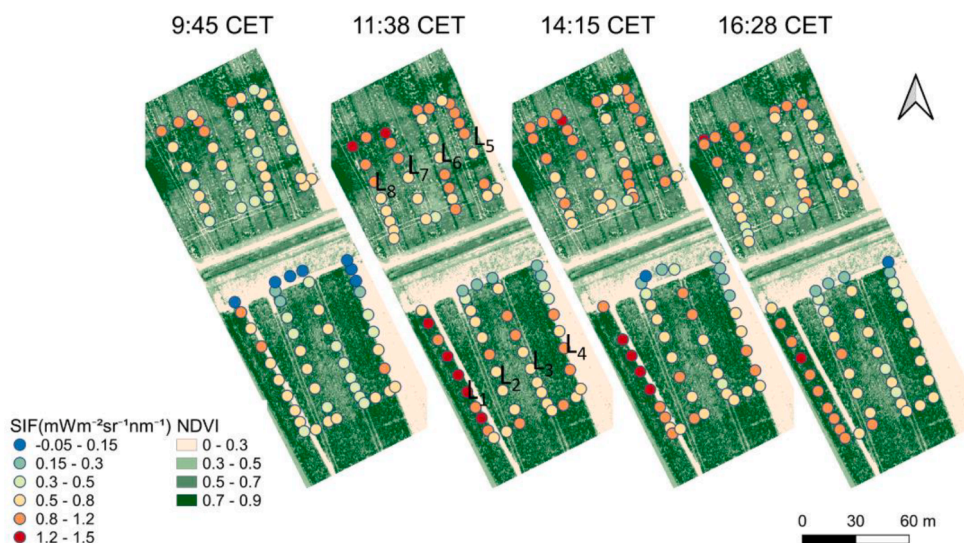 9:45 CET 11:38 CET 14:15 CET 16:28 CET
L5
L6
L7
L8
L4
L3
L2
L1
SIF(mWm⁻²sr⁻¹nm⁻¹) NDVI
-0.05 - 0.15 0 - 0.3
0.15 - 0.3 0.3 - 0.5
0.3 - 0.5 0.5 - 0.7
0.5 - 0.8 0.7 - 0.9
0.8 - 1.2
1.2 - 1.5
0 30 60 m